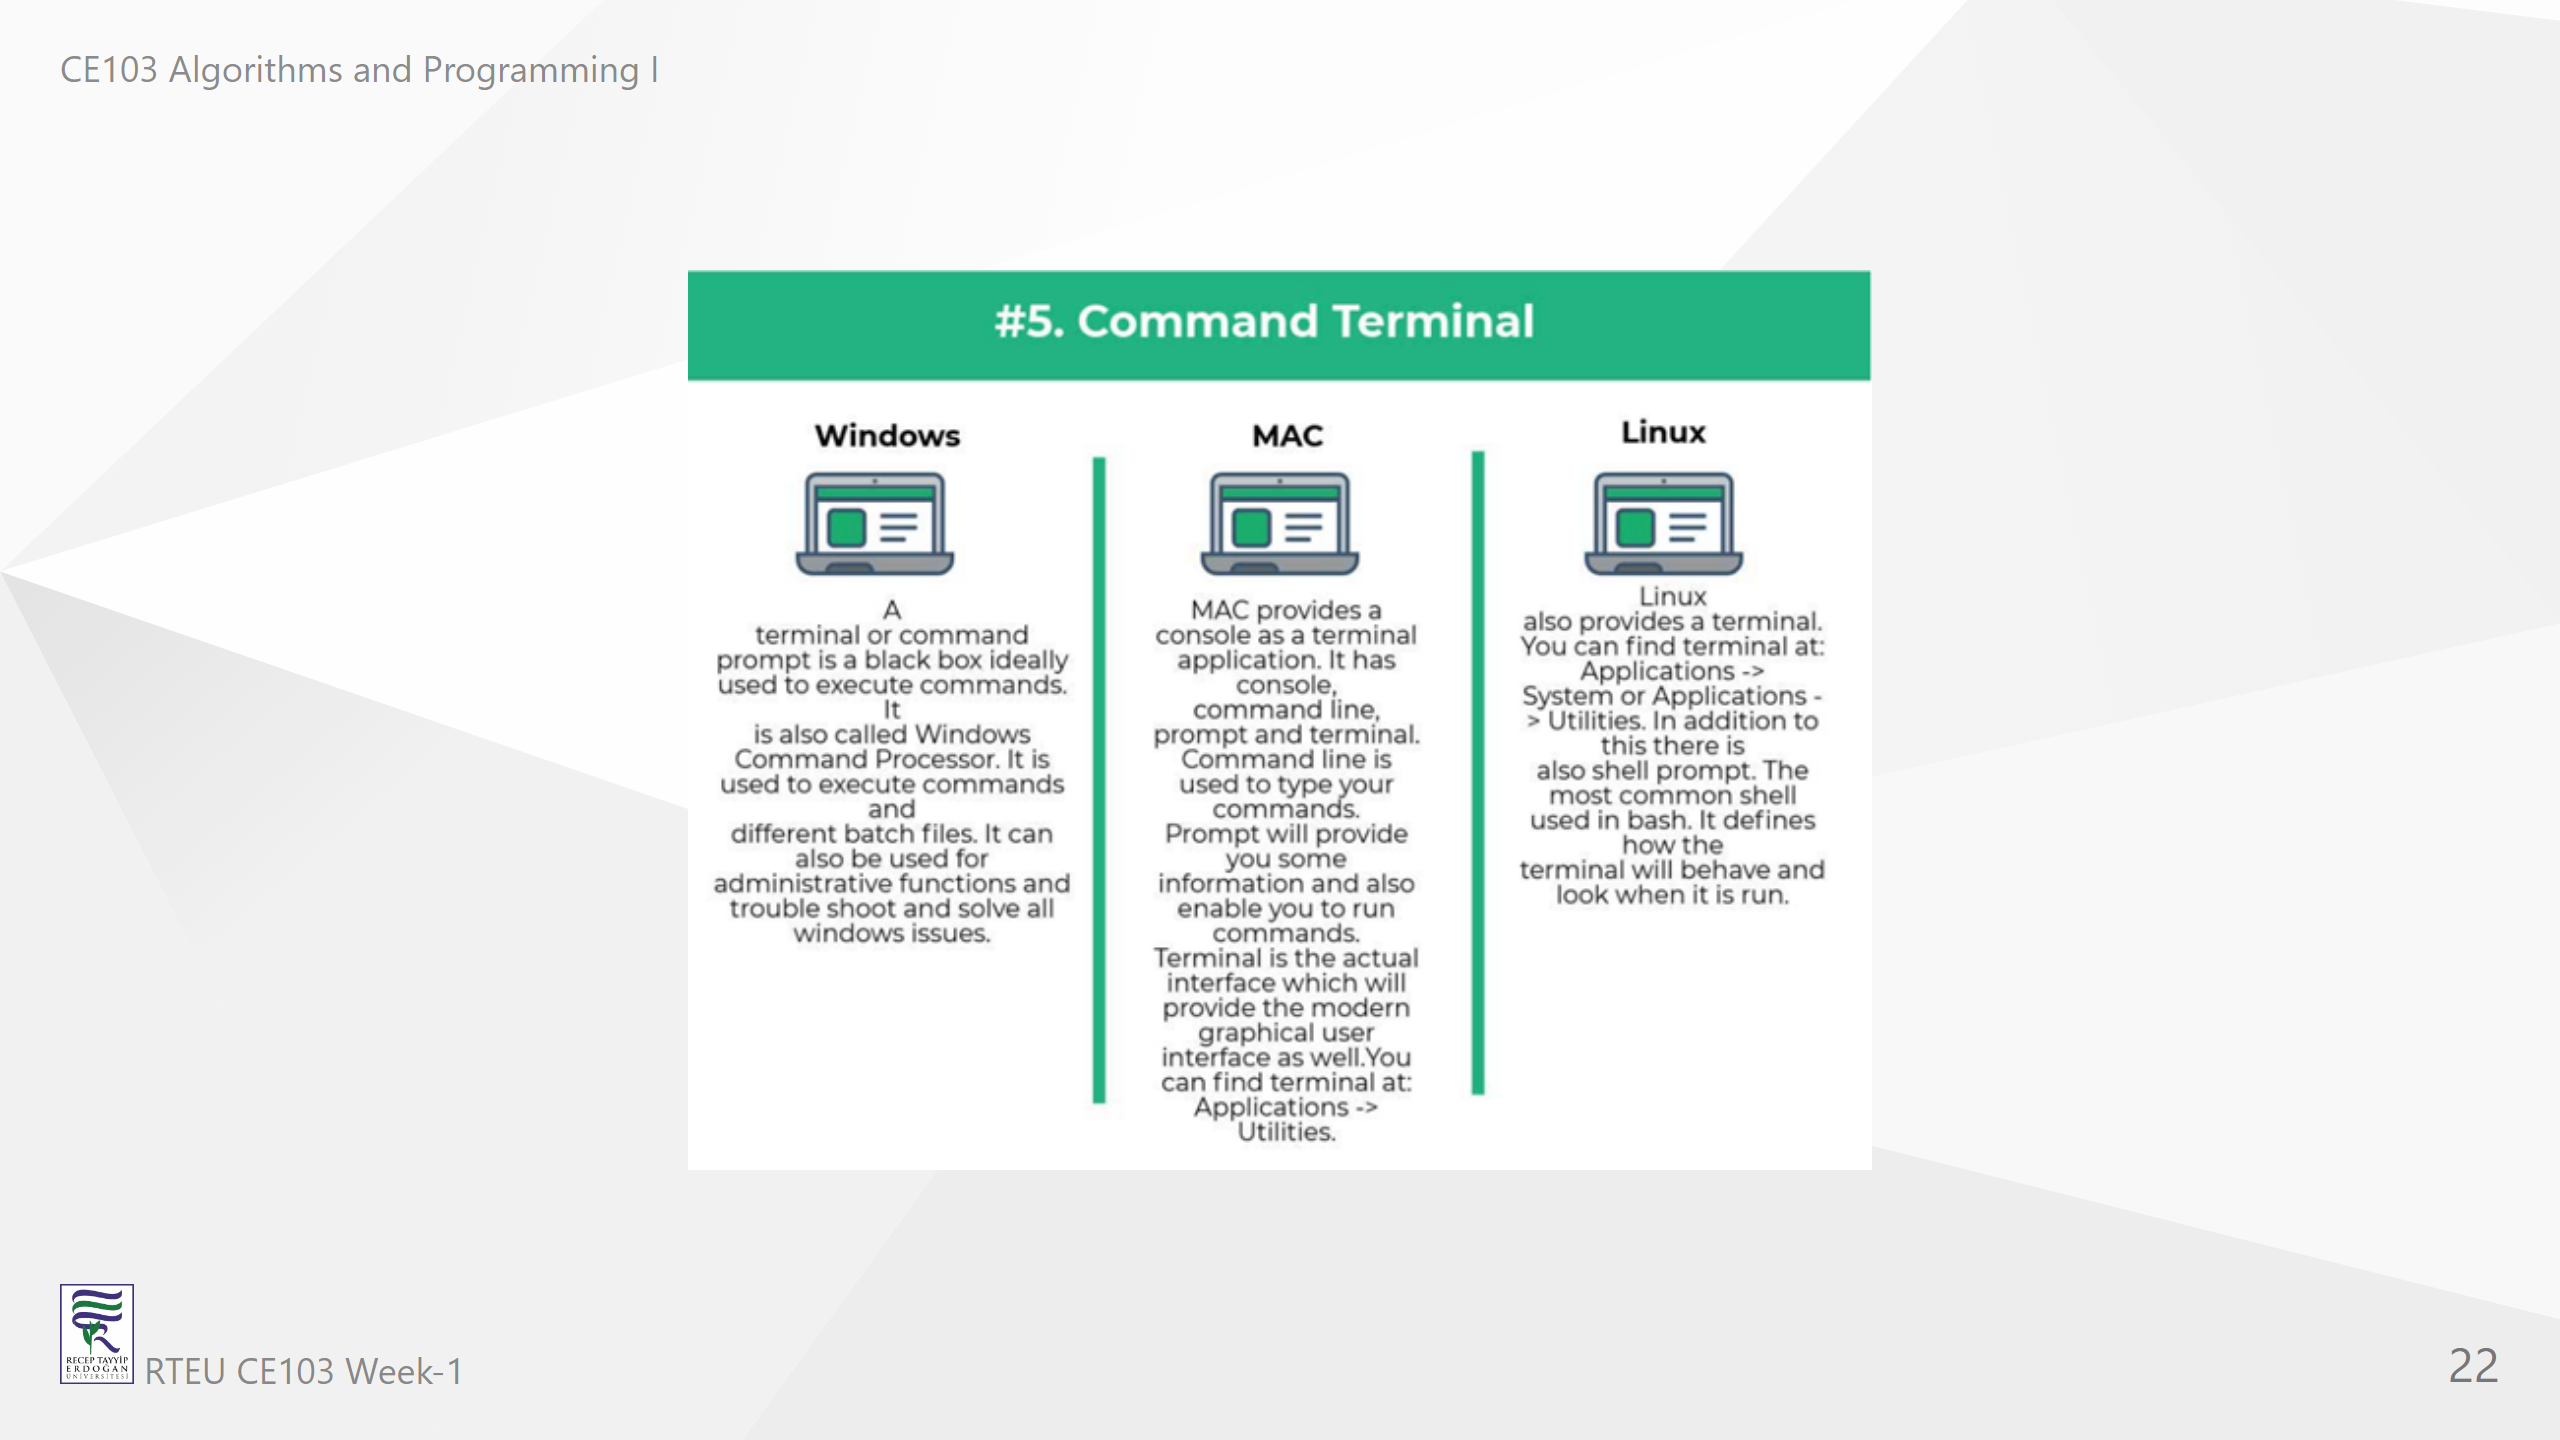 CE103 Algorithms and Programming I
#5. Command Terminal
Windows
A
terminal or command
prompt is a black box ideally
used to execute commands.
It
is also called Windows
Command Processor. It is
used to execute commands
and
different batch files. It can
also be used for
administrative functions and
trouble shoot and solve all
windows issues.
MAC
MAC provides a
console as a terminal
application. It has
console,
command line,
prompt and terminal.
Command line is
used to type your
commands.
Prompt will provide
you some
information and also
enable you to run
commands.
Terminal is the actual
interface which will
provide the modern
graphical user
interface as well.You
can find terminal at:
Applications ->
Utilities.
Linux
Linux
also provides a terminal.
You can find terminal at:
Applications ->
System or Applications -
> Utilities. In addition to
this there is
also shell prompt. The
most common shell
used in bash. It defines
how the
terminal will behave and
look when it is run.
RECEP TAYYİP
ERDOĞAN
ÜNİVERSİTESİ
RTEU CE103 Week-1
22